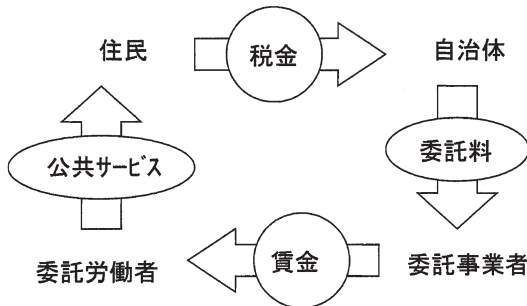 住民
税金
自治体
公共サービス
委託料
委託労働者
賃金
委託事業者